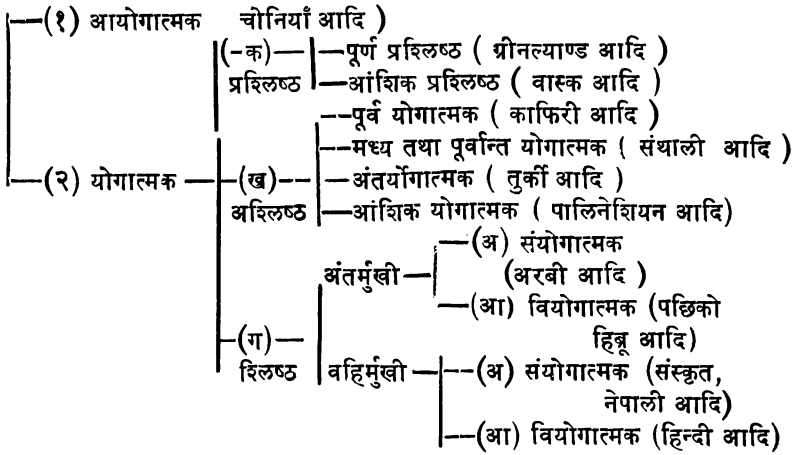 (१) आयोगात्मक चोनियाँ आदि )
(-क) पूर्ण प्रश्लिष्ठ ( ग्रीनल्याण्ड आदि )
प्रश्लिष्ठ आंशिक प्रश्लिष्ठ ( वास्क आदि )
पूर्व योगात्मक ( काफिरी आदि )
मध्य तथा पूर्वान्त योगात्मक ( संथाली आदि )
(२) योगात्मक (ख) अंतर्योगात्मक ( तुर्की आदि )
अश्लिष्ठ आंशिक योगात्मक ( पालिनेशियन आदि)
(अ) संयोगात्मक
अंतर्मुखी (अरबी आदि )
(आ) वियोगात्मक (पछिको
(ग) हिब्रू आदि)
श्लिष्ठ वहिर्मुखी (अ) संयोगात्मक (संस्कृत,
नेपाली आदि)
(आ) वियोगात्मक (हिन्दी आदि)